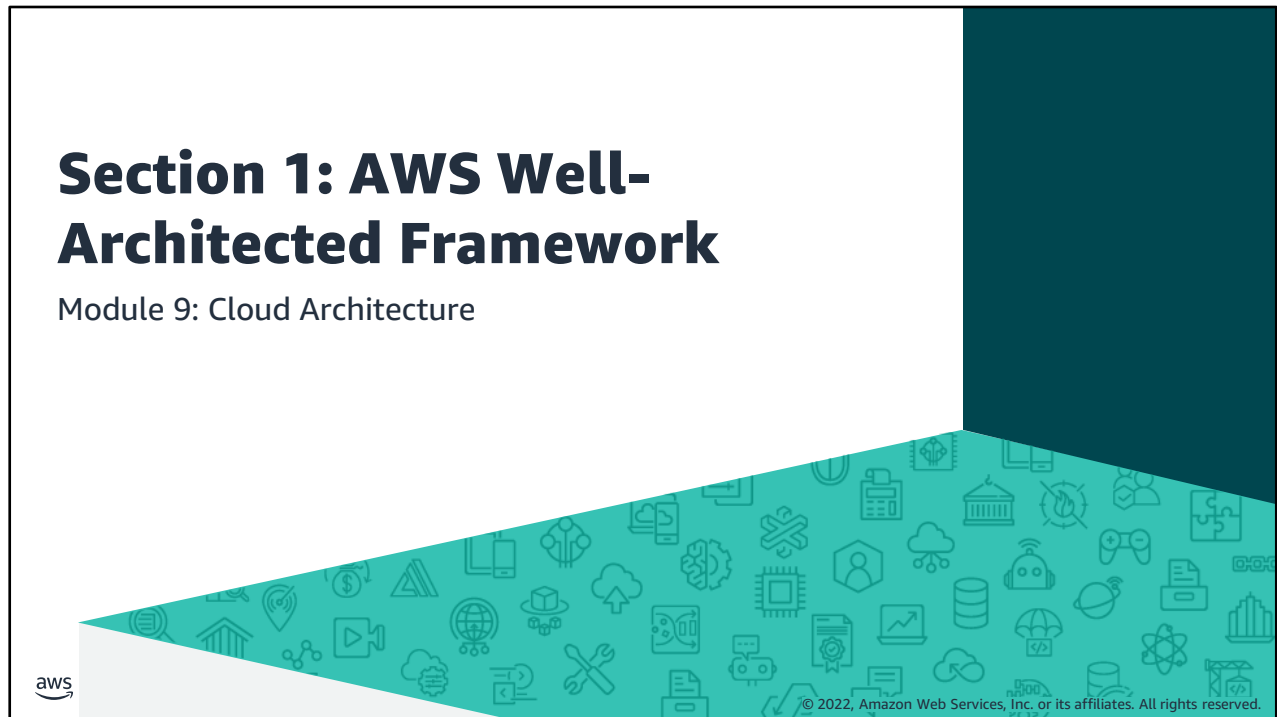 Section 1: AWS Well-
Architected Framework
Module 9: Cloud Architecture
aws
© 2022, Amazon Web Services, Inc. or its affiliates. All rights reserved.